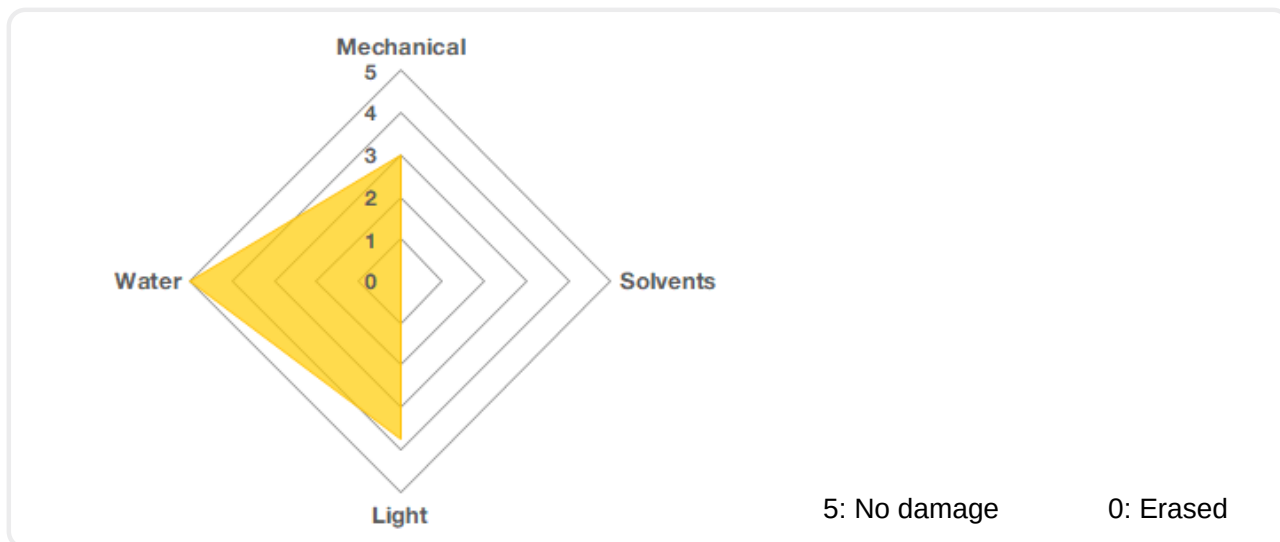 Mechanical
5
4
3
2
1
Water 0 Solvents
Light
5: No damage 0: Erased